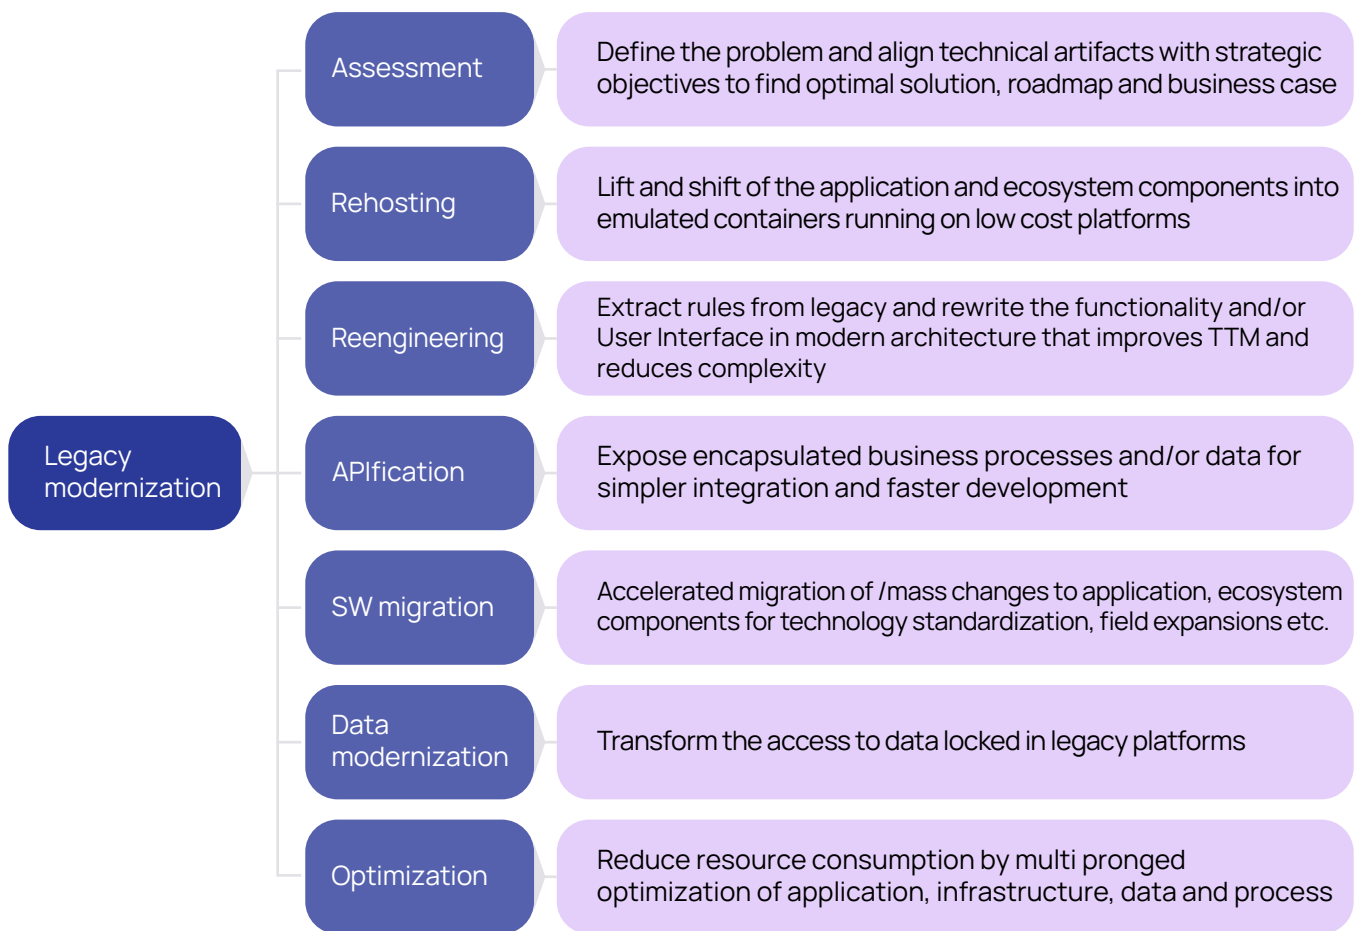 Assessment
Define the problem and align technical artifacts with strategic
objectives to find optimal solution, roadmap and business case
Rehosting
Lift and shift of the application and ecosystem components into
emulated containers running on low cost platforms
Reengineering
Extract rules from legacy and rewrite the functionality and/or
User Interface in modern architecture that improves TTM and
reduces complexity
Legacy
modernization
APIfication
Expose encapsulated business processes and/or data for
simpler integration and faster development
SW migration
Accelerated migration of /mass changes to application, ecosystem
components for technology standardization, field expansions etc.
Data
modernization
Transform the access to data locked in legacy platforms
Optimization
Reduce resource consumption by multi pronged
optimization of application, infrastructure, data and process